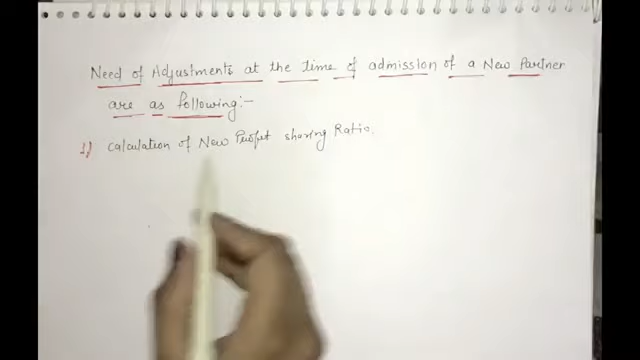 Need of Adjustments at the time of admission of a New Partner
are as following:-
1) Calculation of New Profit sharing Ratio.